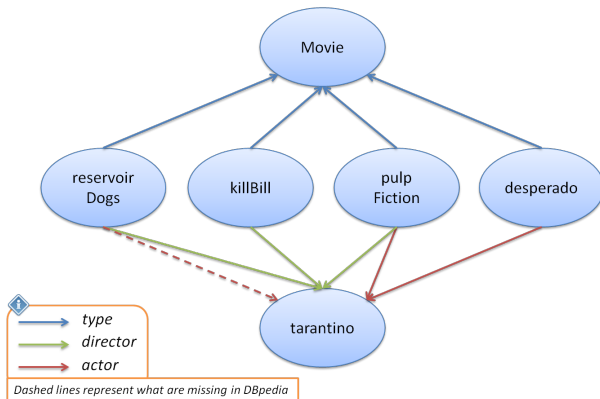 Movie
reservoir
Dogs
killBill
pulp
Fiction
desperado
tarantino
i
type
director
actor
Dashed lines represent what are missing in DBpedia